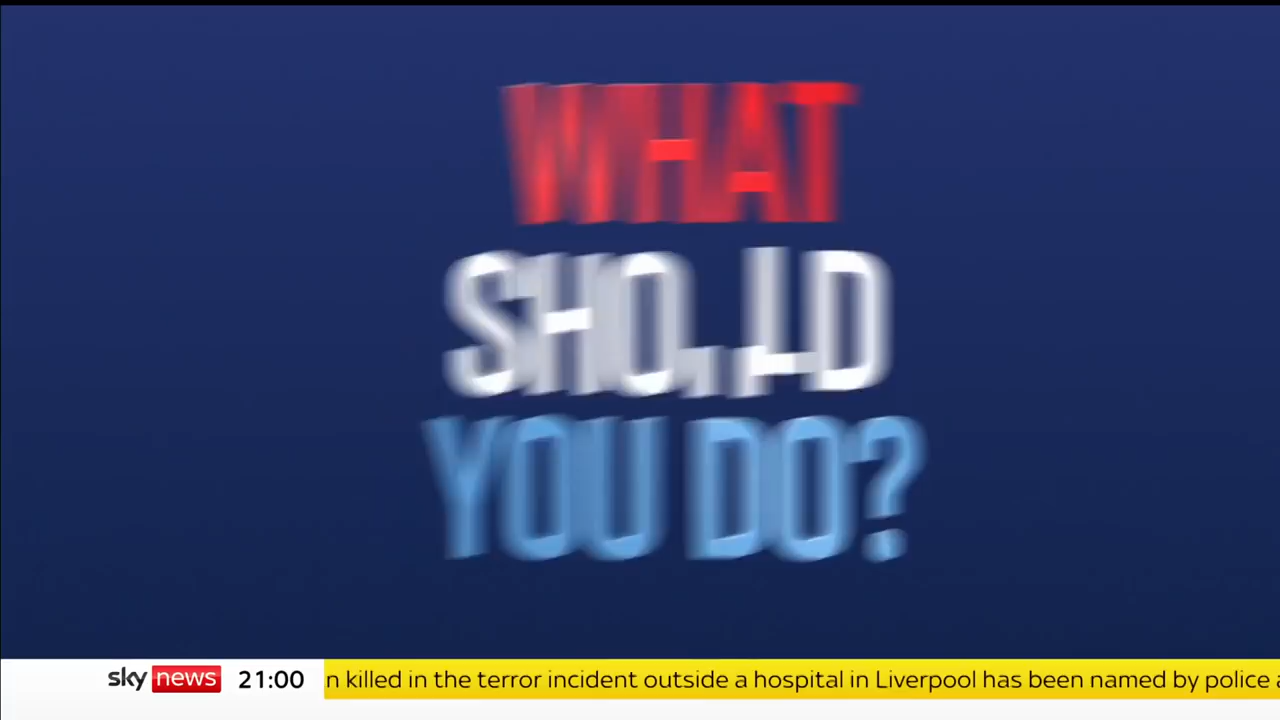 WHAT
SHOULD
YOU DO?
sky news 21:00 n killed in the terror incident outside a hospital in Liverpool has been named by police a